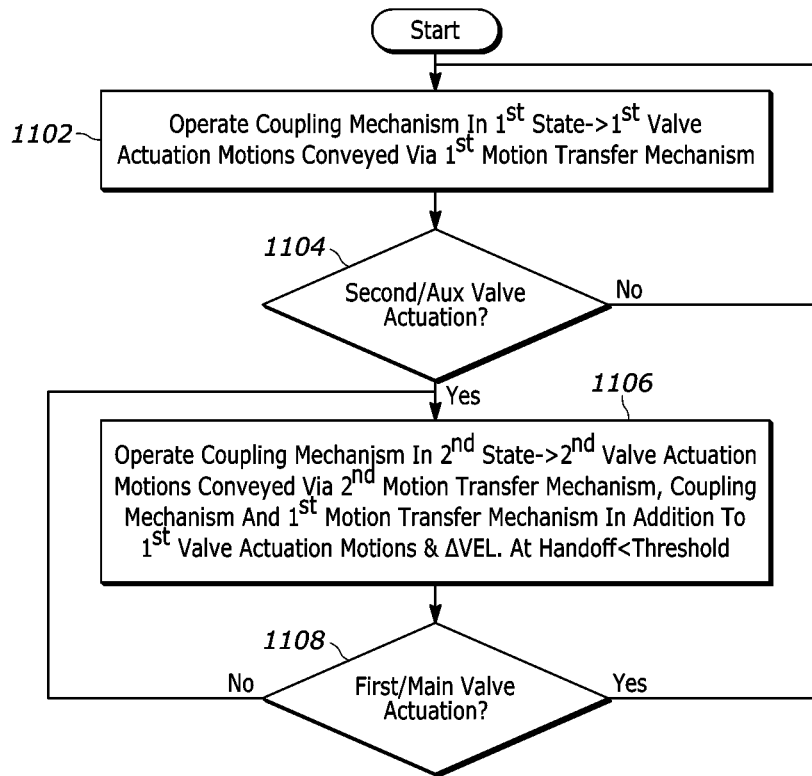 Start
1102
Operate Coupling Mechanism In 1st State->1st Valve
Actuation Motions Conveyed Via 1st Motion Transfer Mechanism
1104
Second/Aux Valve
Actuation?
No
Yes
1106
Operate Coupling Mechanism In 2nd State->2nd Valve Actuation
Motions Conveyed Via 2nd Motion Transfer Mechanism, Coupling
Mechanism And 1st Motion Transfer Mechanism In Addition To
1st Valve Actuation Motions & ΔVEL. At Handoff<Threshold
1108
No
First/Main Valve
Actuation?
Yes